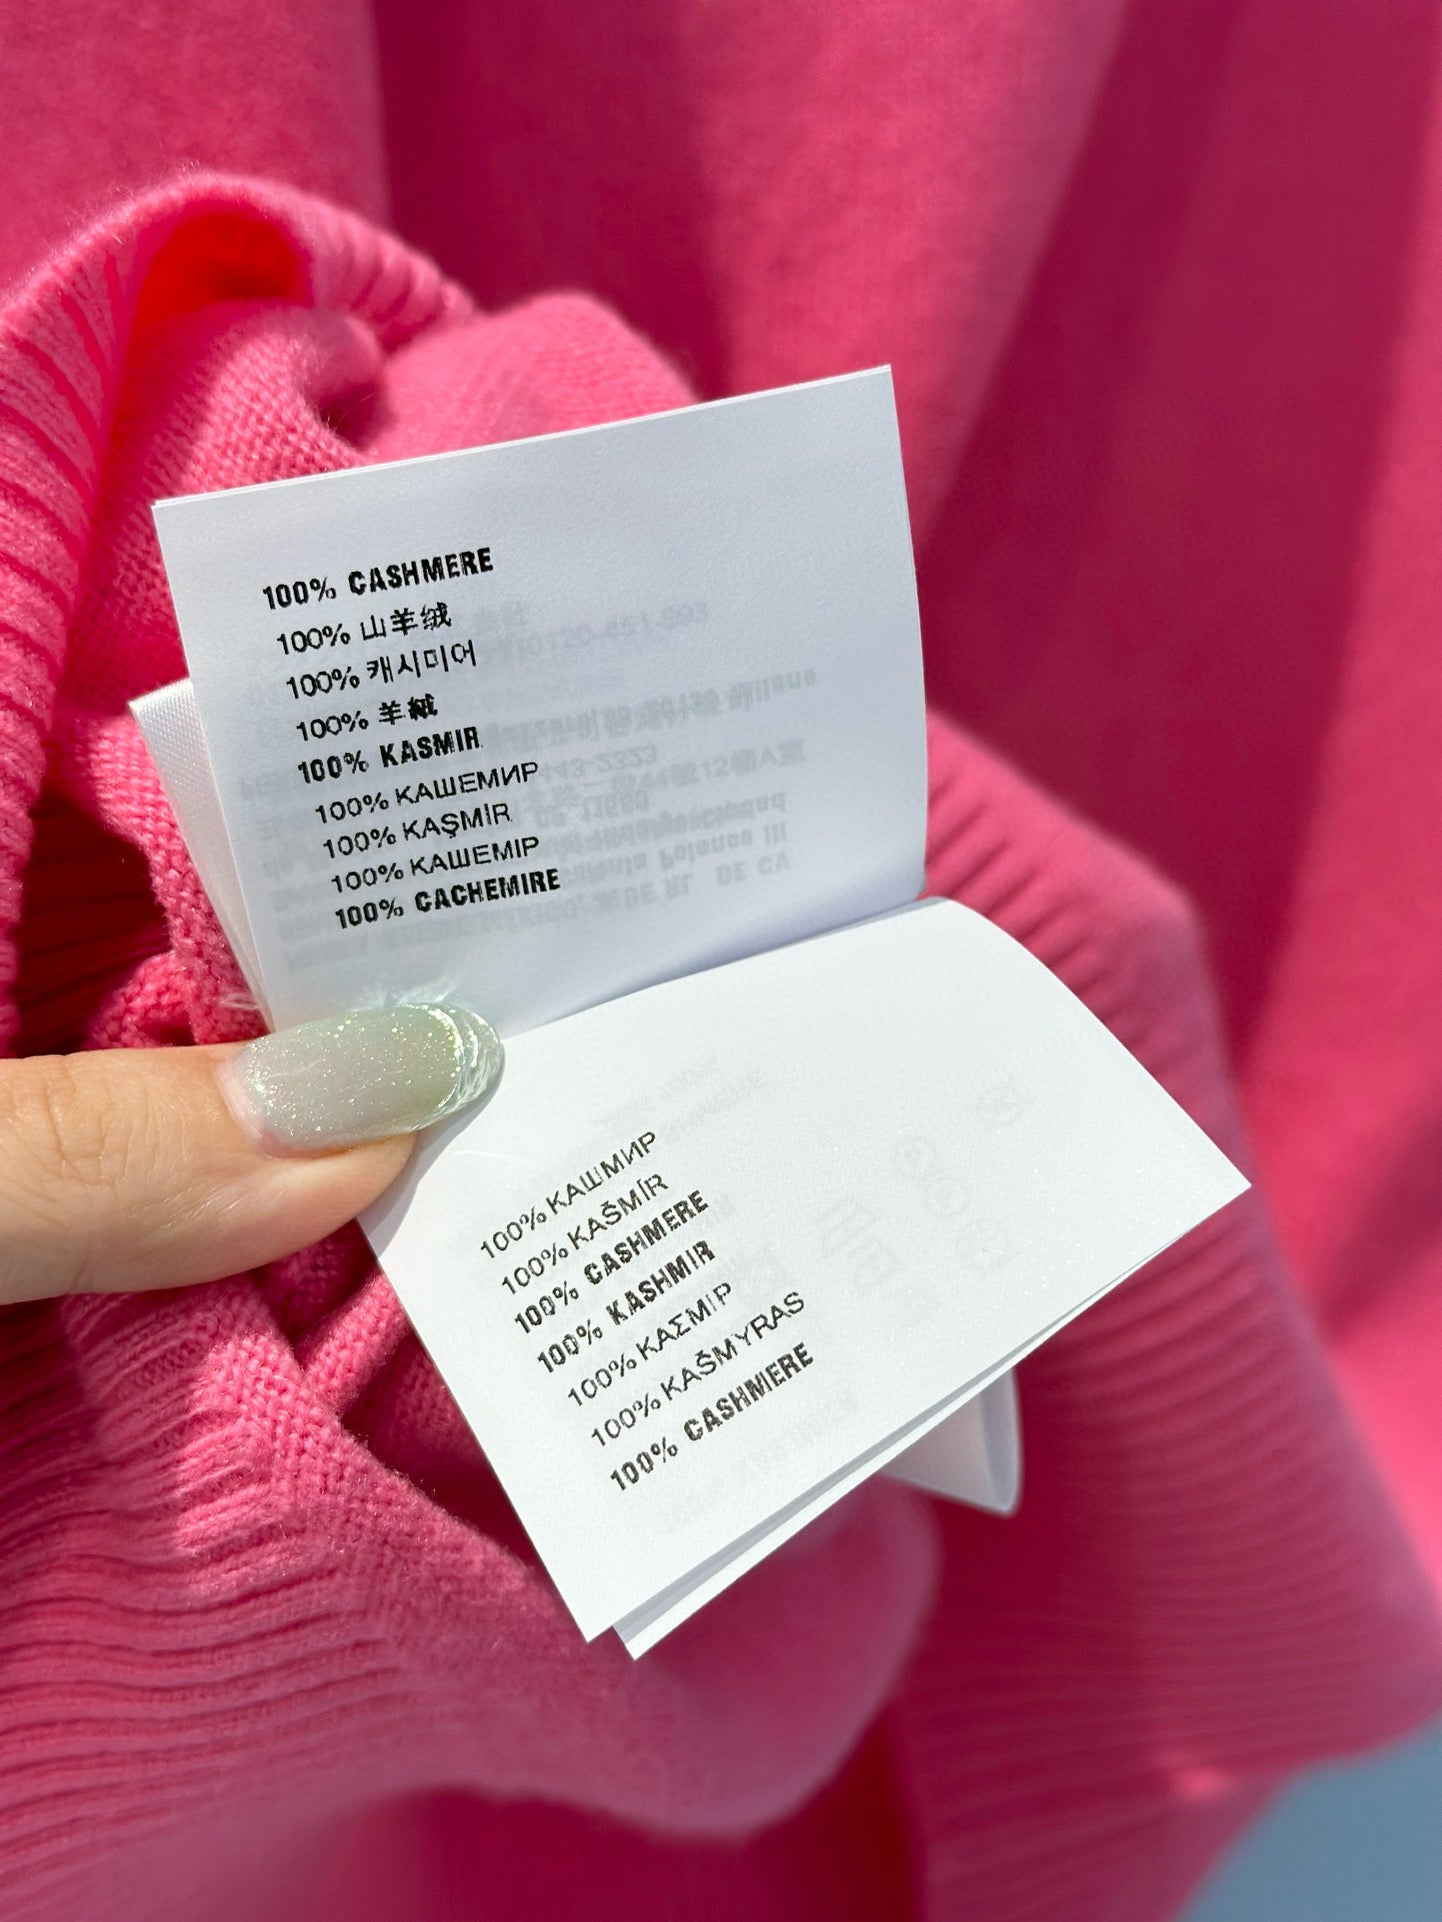 100% CASHMERE
100% 山羊绒
100% 캐시미어
100% 羊絨
100% KASMIR
100% КАШЕМИР
100% KAŞMİR
100% КАШЕМІР
100% CACHEMIRE
100% КАШМИР
100% KAŠMÍR
100% CASHMERE
100% KASHMIR
100% ΚΑΣΜΙΡ
100% KAŠMYRAS
100% CASHMERE